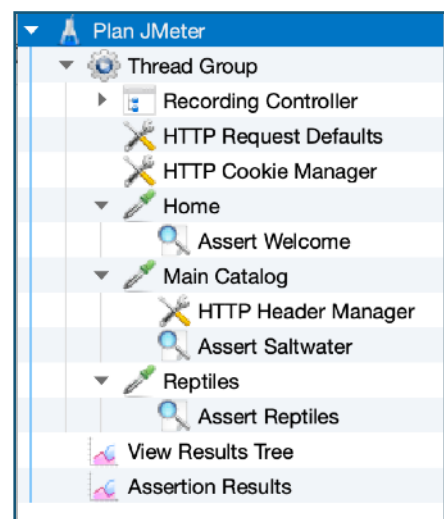 Plan JMeter
Thread Group
Recording Controller
HTTP Request Defaults
HTTP Cookie Manager
Home
Assert Welcome
Main Catalog
HTTP Header Manager
Assert Saltwater
Reptiles
Assert Reptiles
View Results Tree
Assertion Results